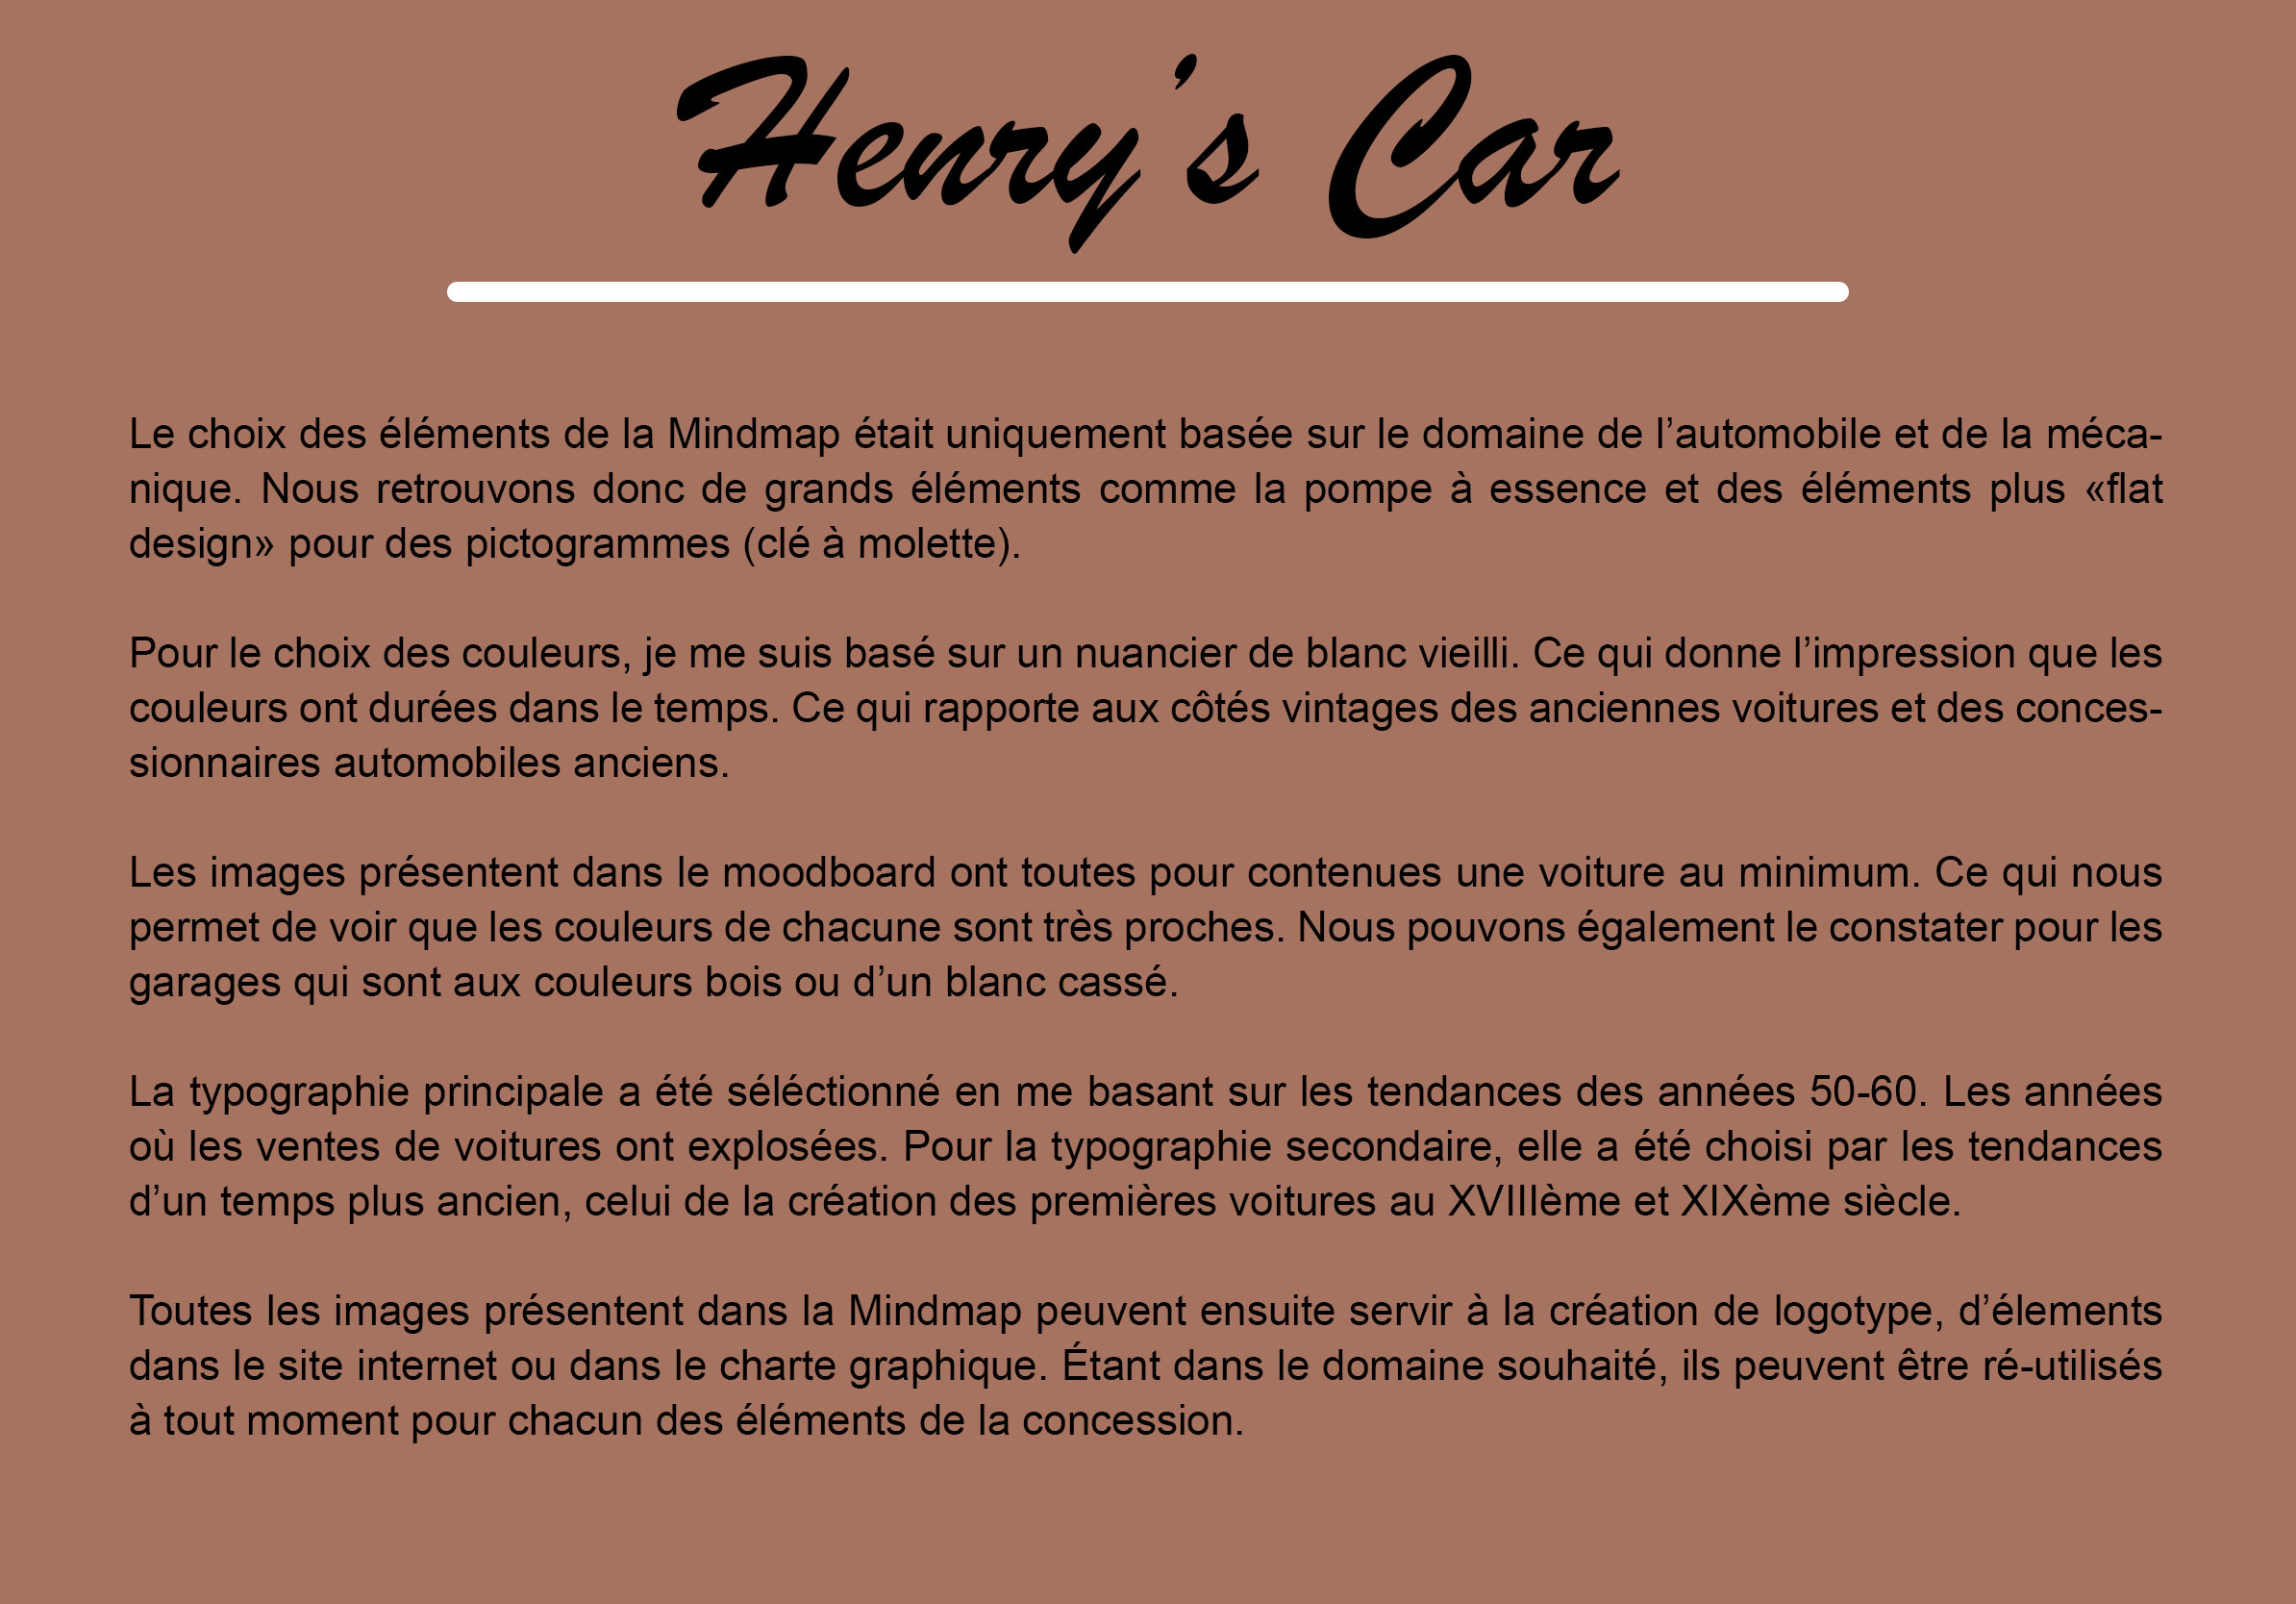 Henry’s Car
Le choix des éléments de la Mindmap était uniquement basée sur le domaine de l’automobile et de la méca-
nique. Nous retrouvons donc de grands éléments comme la pompe à essence et des éléments plus «flat
design» pour des pictogrammes (clé à molette).
Pour le choix des couleurs, je me suis basé sur un nuancier de blanc vieilli. Ce qui donne l’impression que les
couleurs ont durées dans le temps. Ce qui rapporte aux côtés vintages des anciennes voitures et des conces-
sionnaires automobiles anciens.
Les images présentent dans le moodboard ont toutes pour contenues une voiture au minimum. Ce qui nous
permet de voir que les couleurs de chacune sont très proches. Nous pouvons également le constater pour les
garages qui sont aux couleurs bois ou d’un blanc cassé.
La typographie principale a été séléctionné en me basant sur les tendances des années 50-60. Les années
où les ventes de voitures ont explosées. Pour la typographie secondaire, elle a été choisi par les tendances
d’un temps plus ancien, celui de la création des premières voitures au XVIIIème et XIXème siècle.
Toutes les images présentent dans la Mindmap peuvent ensuite servir à la création de logotype, d’élements
dans le site internet ou dans le charte graphique. Étant dans le domaine souhaité, ils peuvent être ré-utilisés
à tout moment pour chacun des éléments de la concession.